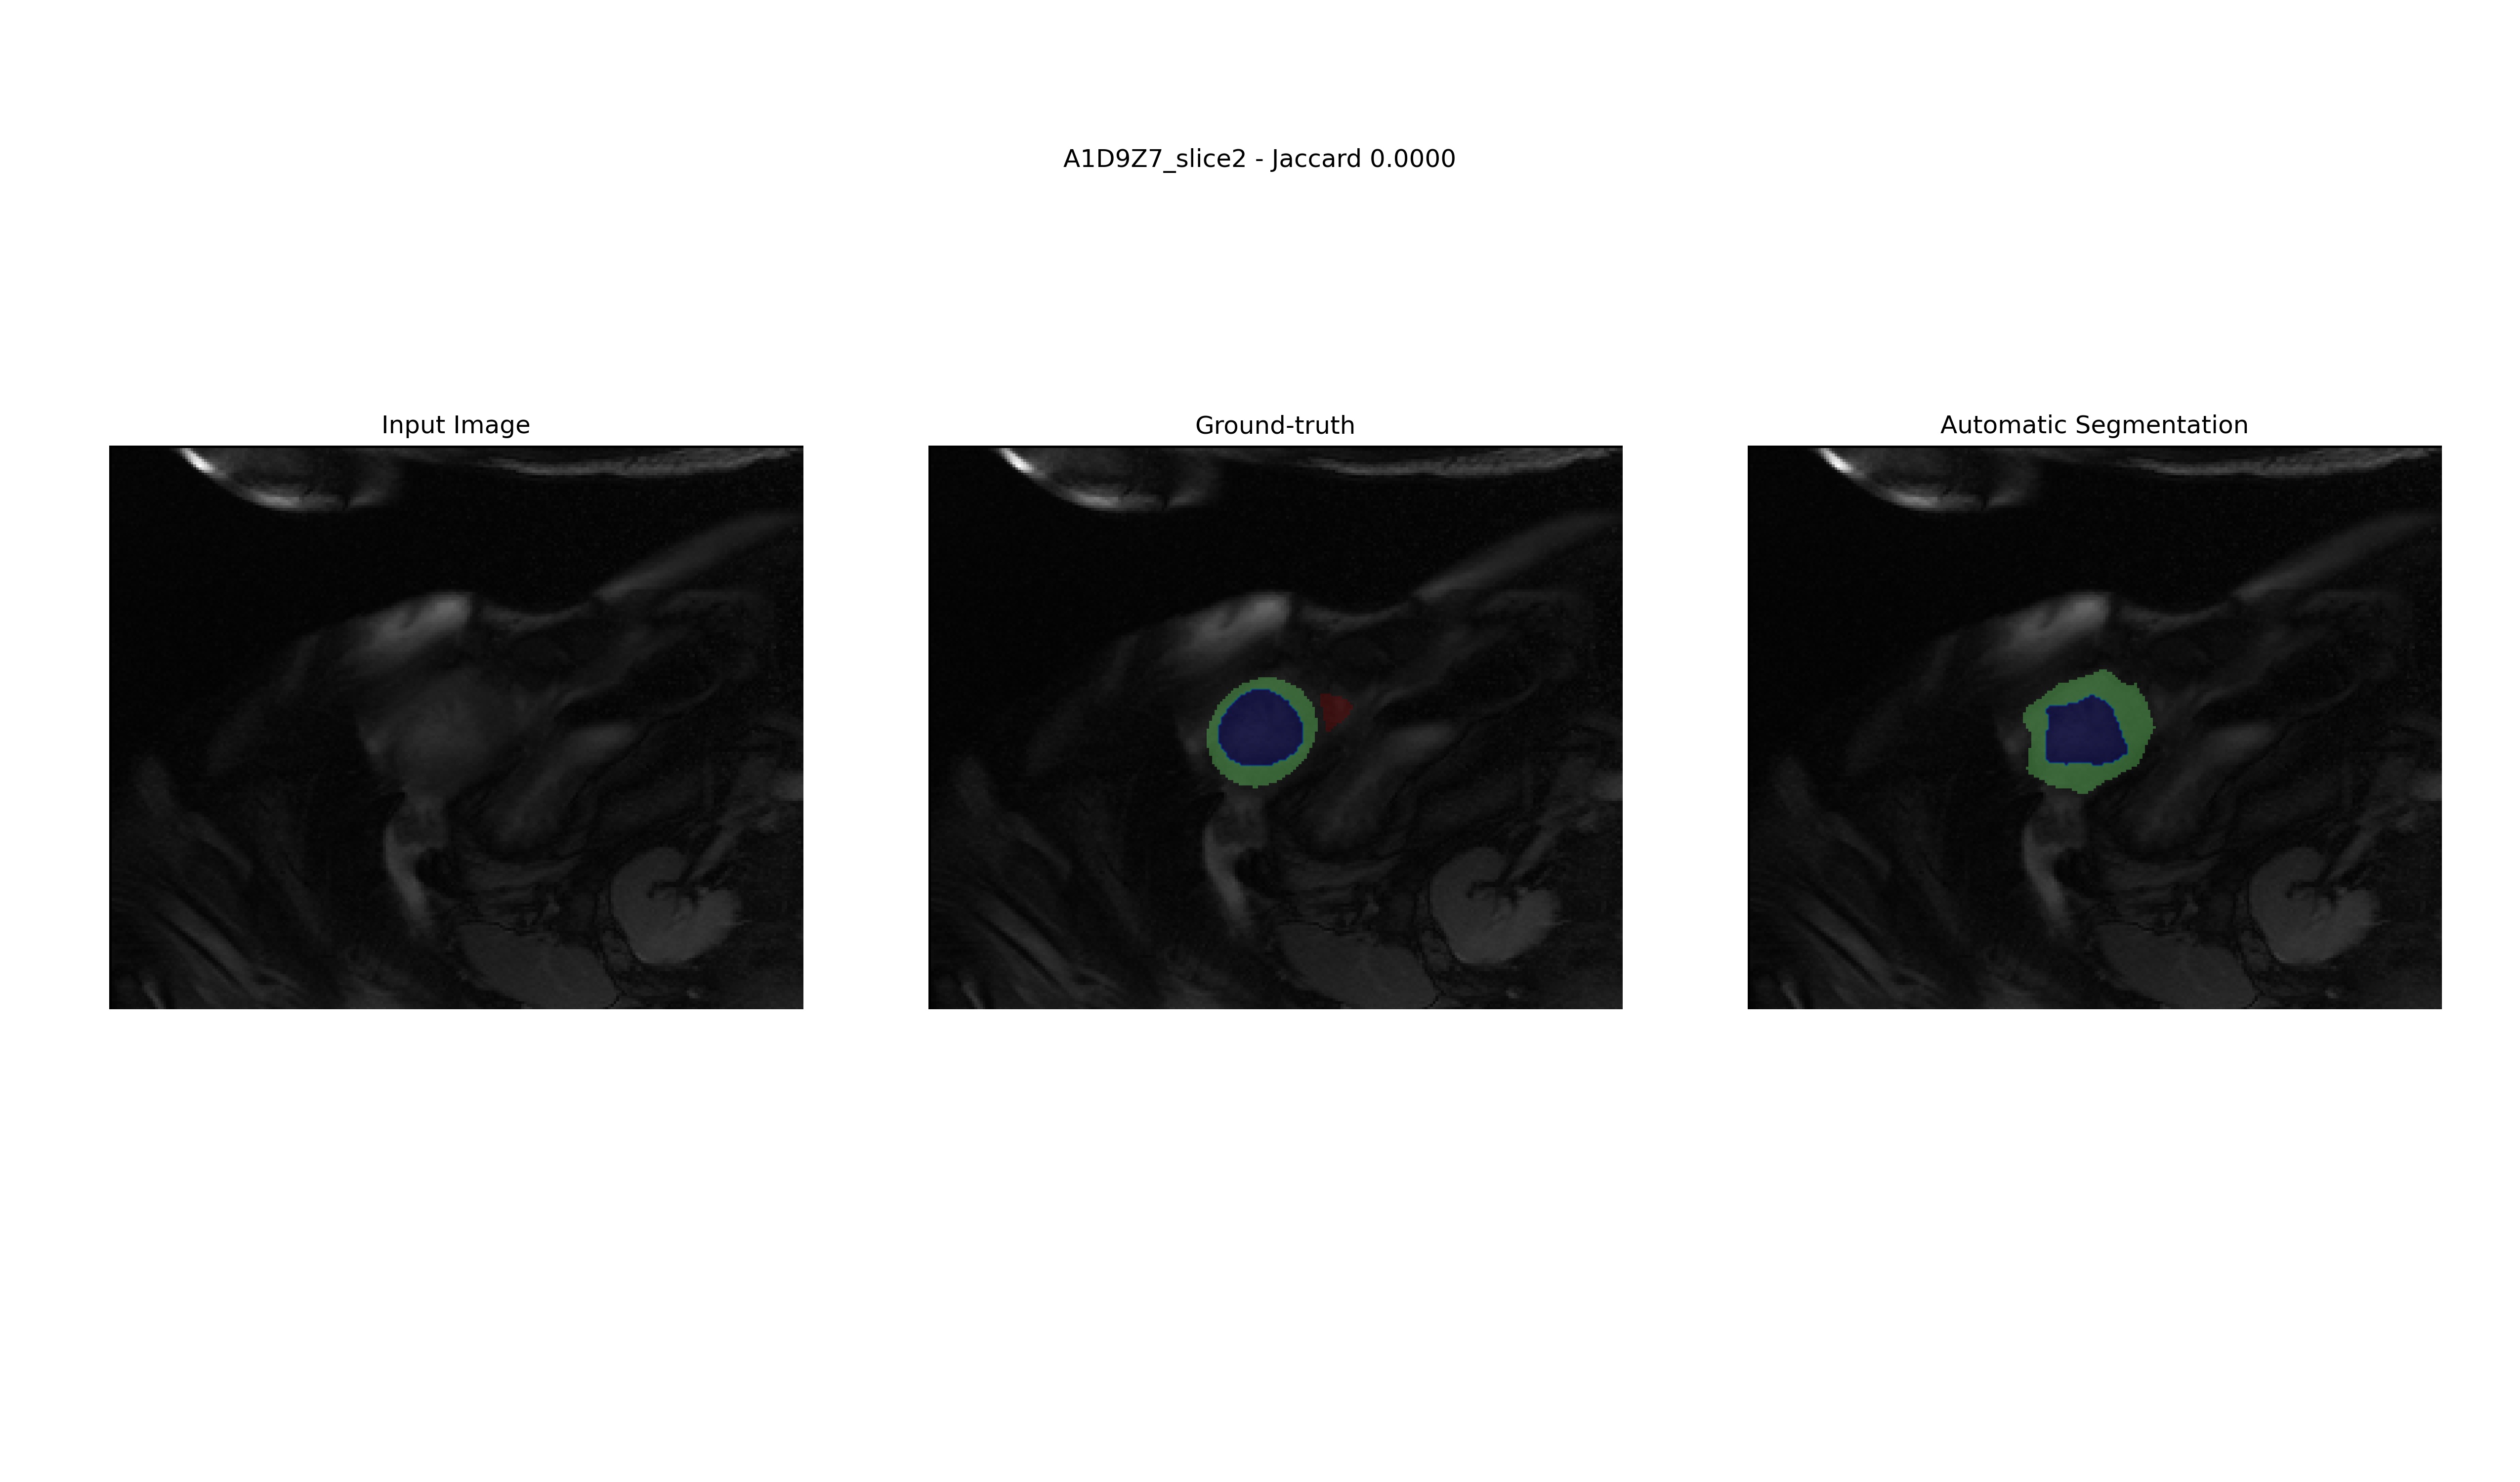 A1D9Z7_slice2 - Jaccard 0.0000
Input Image
Ground-truth
Automatic Segmentation